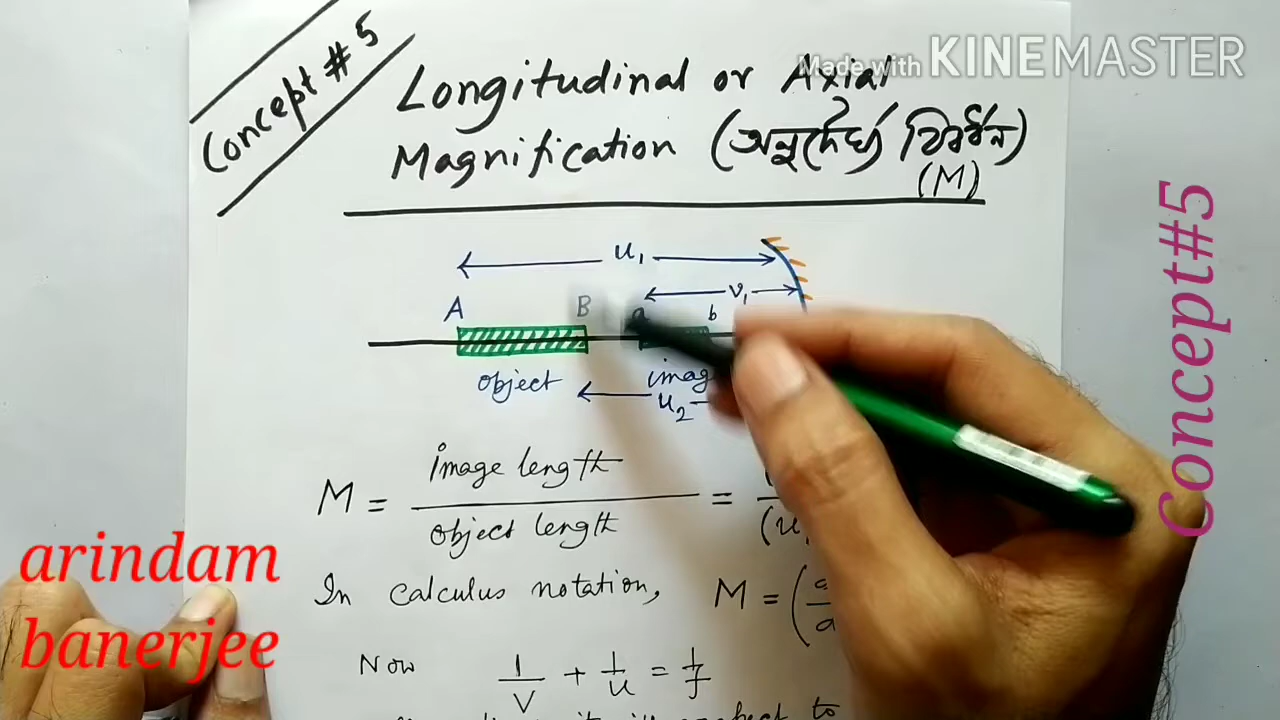 Made with KINEMASTER
Concept # 5
Longitudinal or Axial
Magnification (অনুদৈর্ঘ্য বিবর্ধন)
(M)
u₁
v₁
A B a b
object
u₂
M = image length / object length =
In calculus notation, M =
Now 1/v + 1/u = 1/f
to
Concept#5
arindam
banerjee